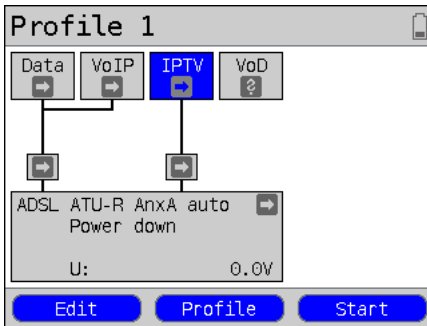 Profile 1
Data VoIP IPTV VoD
?
ADSL ATU-R AnxA auto
Power down
U: 0.0V
Edit Profile Start